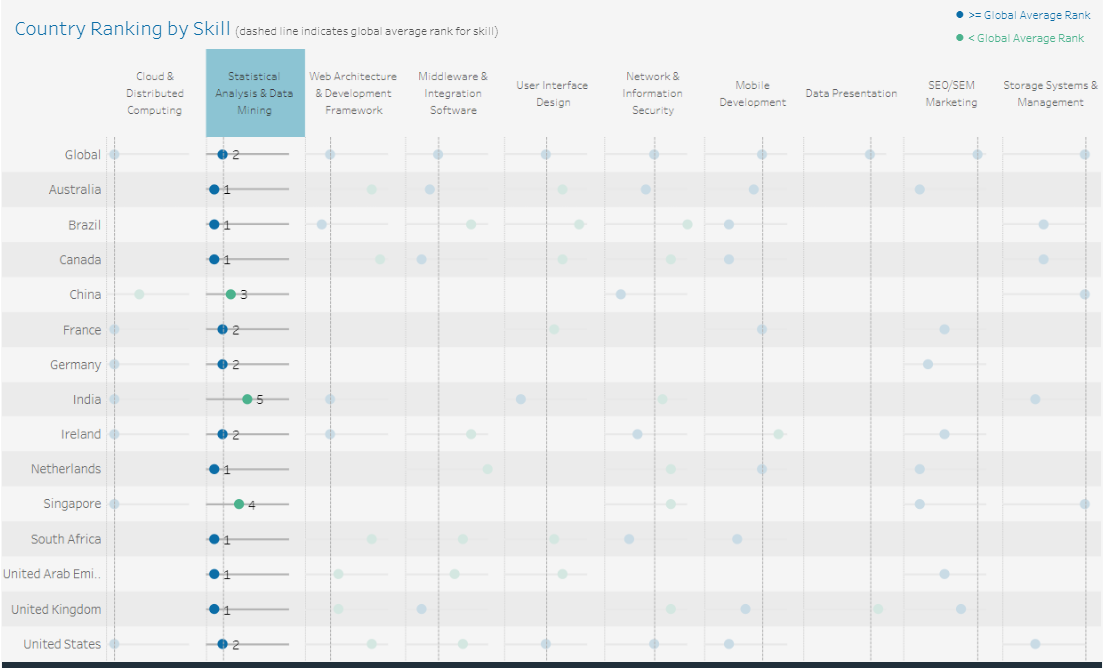 Country Ranking by Skill (dashed line indicates global average rank for skill)
>= Global Average Rank
< Global Average Rank
Cloud &
Distributed
Computing
Statistical
Analysis & Data
Mining
Web Architecture
& Development
Framework
Middleware &
Integration
Software
User Interface
Design
Network &
Information
Security
Mobile
Development
Data Presentation
SEO/SEM
Marketing
Storage Systems &
Management
Global 2
Australia 1
Brazil 1
Canada 1
China 3
France 2
Germany 2
India 5
Ireland 2
Netherlands 1
Singapore 4
South Africa 1
United Arab Emi.. 1
United Kingdom 1
United States 2